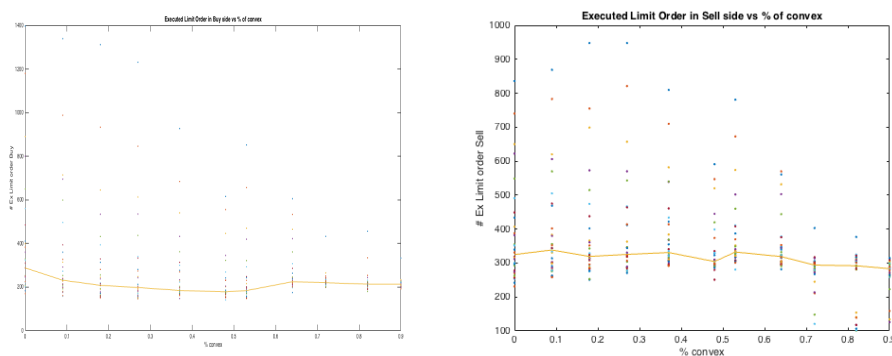 Executed Limit Order in Buy side vs % of convex
1400
1200
1000
800
600
400
200
0
0 0.1 0.2 0.3 0.4 0.5 0.6 0.7 0.8 0.9
% convex
# Ex Limit order Buy
Executed Limit Order in Sell side vs % of convex
1000
900
800
700
600
500
400
300
200
100
0 0.1 0.2 0.3 0.4 0.5 0.6 0.7 0.8 0.9
% convex
# Ex Limit order Sell